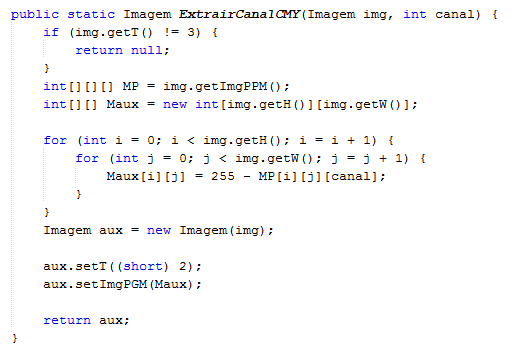 public static Imagem ExtrairCanalCMY(Imagem img, int canal) {
    if (img.getT() != 3) {
        return null;
    }
    int[][][] MP = img.getImgPPM();
    int[][] Maux = new int[img.getH()][img.getW()];

    for (int i = 0; i < img.getH(); i = i + 1) {
        for (int j = 0; j < img.getW(); j = j + 1) {
            Maux[i][j] = 255 - MP[i][j][canal];
        }
    }
    Imagem aux = new Imagem(img);

    aux.setT((short) 2);
    aux.setImgPGM(Maux);

    return aux;
}